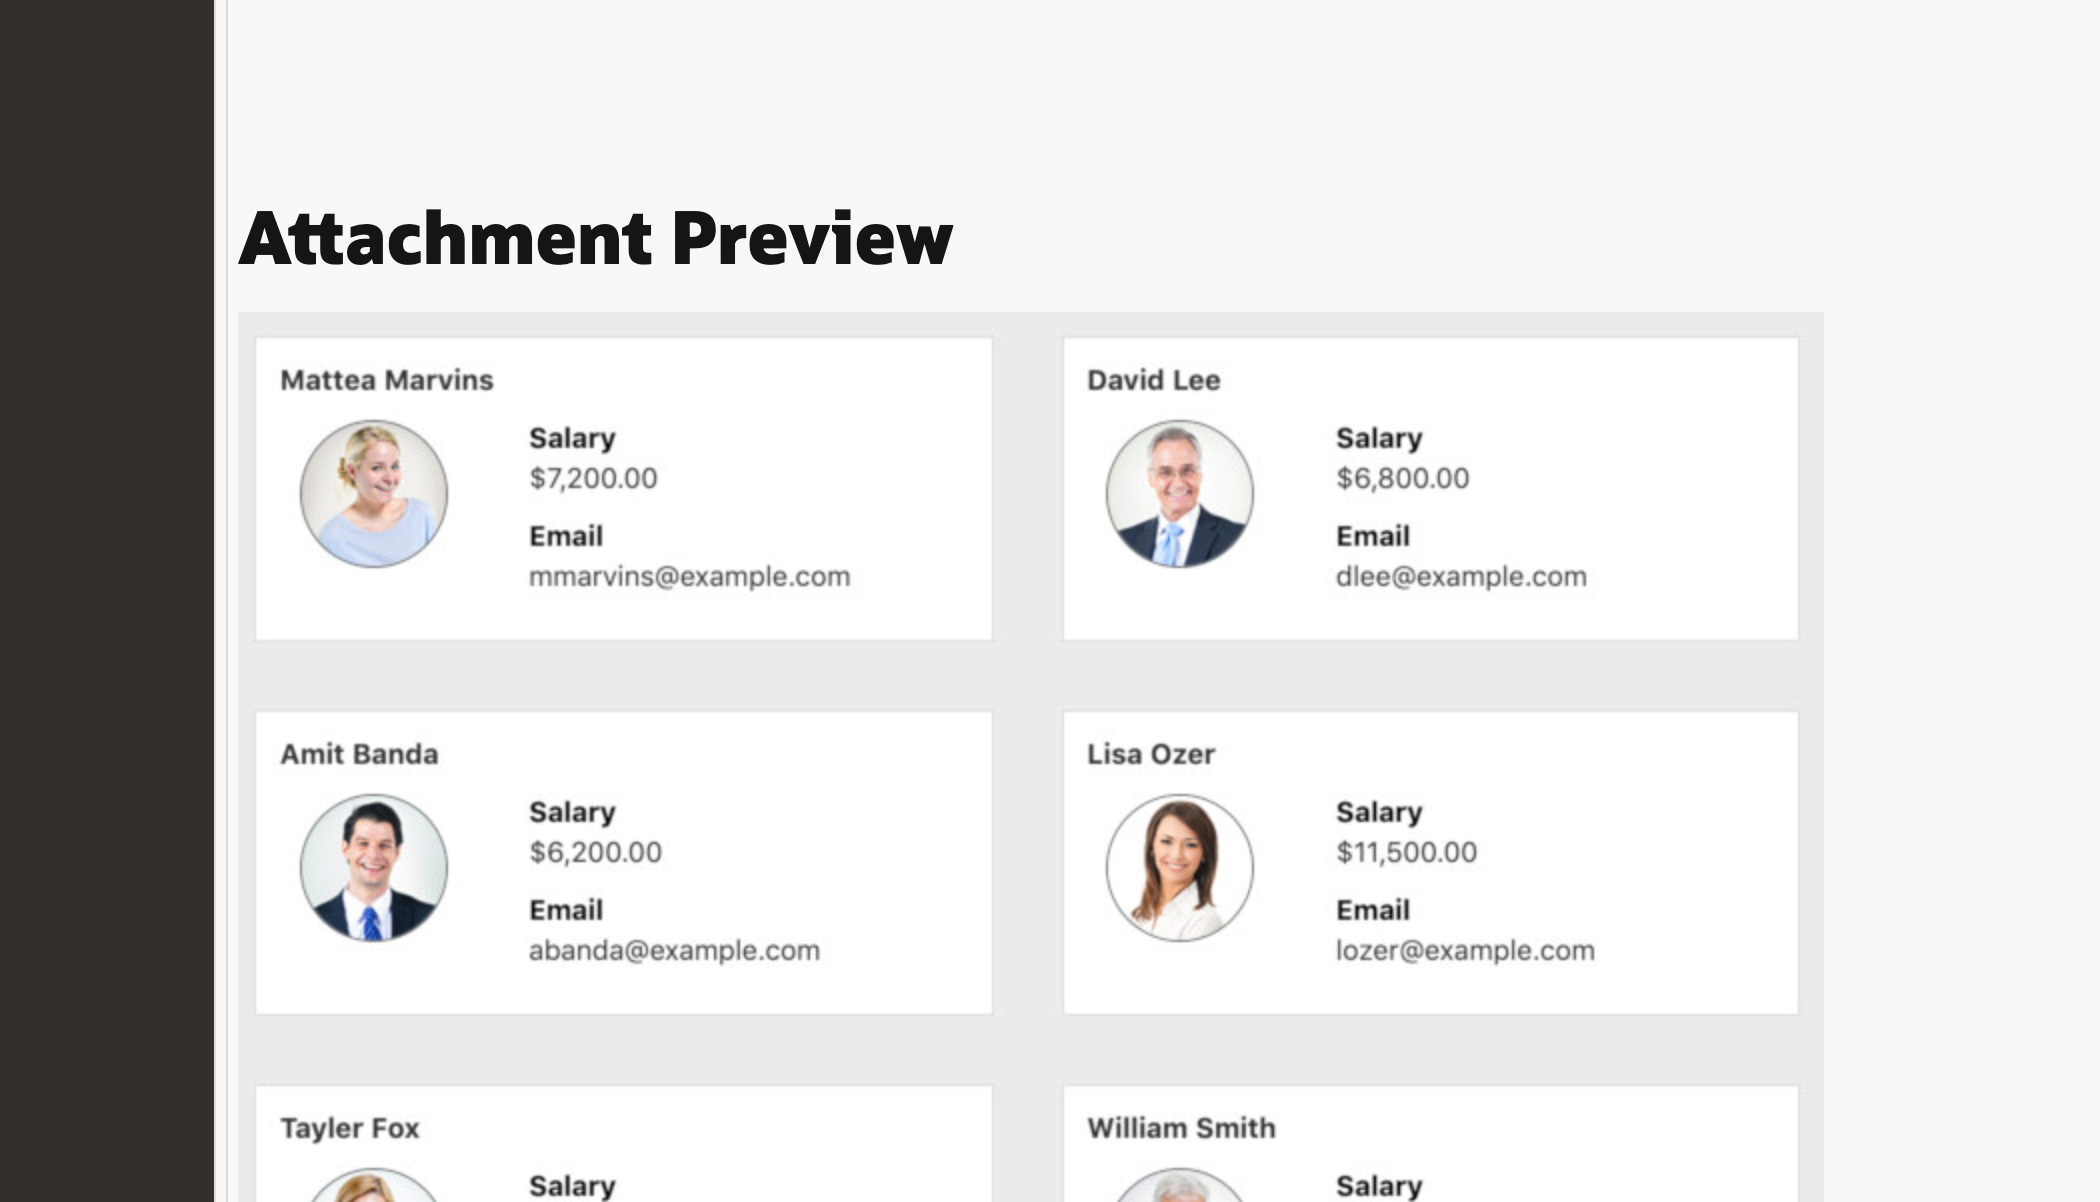 Attachment Preview
Mattea Marvins
Salary
$7,200.00
Email
mmarvins@example.com
David Lee
Salary
$6,800.00
Email
dlee@example.com
Amit Banda
Salary
$6,200.00
Email
abanda@example.com
Lisa Ozer
Salary
$11,500.00
Email
lozer@example.com
Tayler Fox
Salary
William Smith
Salary